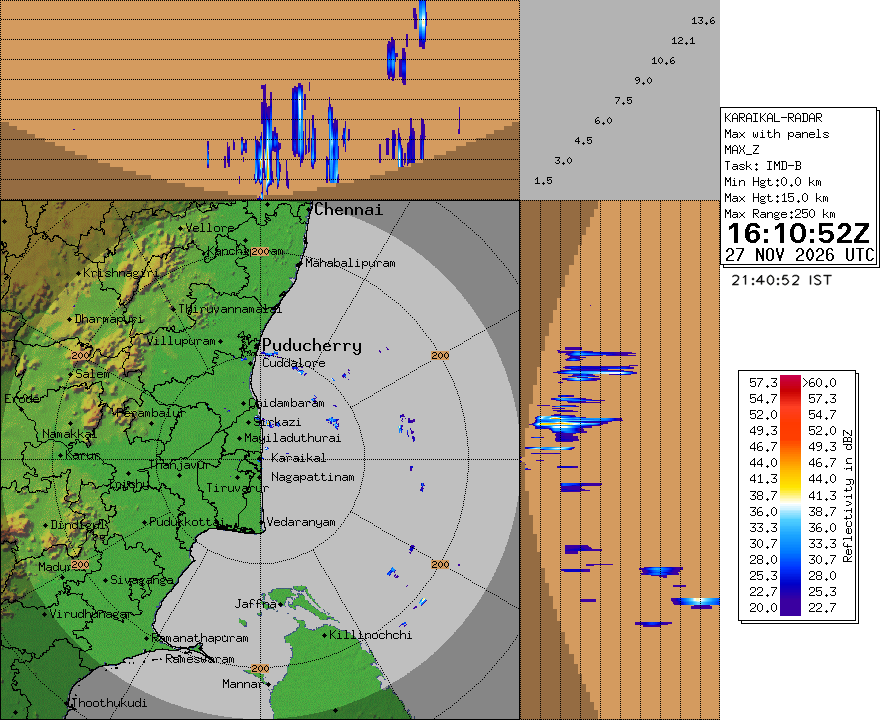 13.6
12.1
10.6
9.0
7.5
6.0
4.5
3.0
1.5
KARAIKAL-RADAR
Max with panels
MAX_Z
Task: IMD-B
Min Hgt:0.0 km
Max Hgt:15.0 km
Max Range:250 km
16:10:52Z
27 NOV 2026 UTC
21:40:52 IST
Chennai
Vellore
200
Mahabalipuram
Krishnagiri
Thiruvannamalai
Dharmapuri
Villupuram
Puducherry
200
200
Cuddalore
Salem
Erode
Chidambaram
Perambalur
Sirkazi
Namakkal
Mayiladuthurai
Karur
Karaikal
Thanjavur
Nagapattinam
Tiruvarur
Dindigul
Pudukkottai
Vedaranyam
200
200
Sivaganga
Jaffna
Virudhunagar
Ramanathapuram
Killinochchi
Rameswaram
200
Mannar
Thoothukudi
57.3 >60.0
54.7 57.3
52.0 54.7
49.3 52.0
46.7 49.3
44.0 46.7
41.3 44.0
38.7 41.3
36.0 38.7
33.3 36.0
30.7 33.3
28.0 30.7
25.3 28.0
22.7 25.3
20.0 22.7
Reflectivity in dBZ